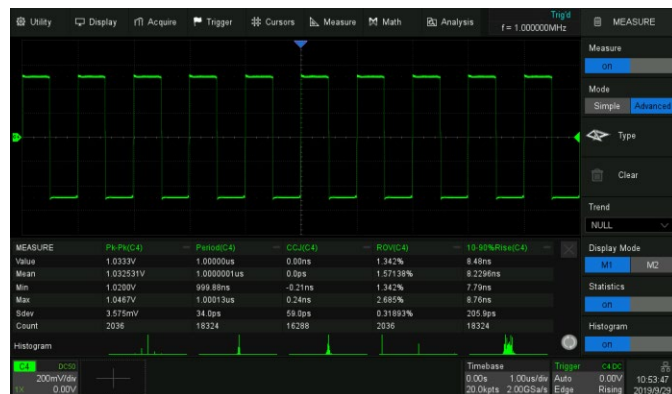 Utility Display Acquire Trigger Cursors Measure Math Analysis
Trig'd
f = 1.000000MHz
MEASURE
Measure
on
Mode
Simple Advanced
Type
Clear
Trend
NULL
Display Mode
M1 M2
Statistics
on
Histogram
on
MEASURE Pk-Pk(C4) Period(C4) CCJ(C4) ROV(C4) 10-90%Rise(C4)
Value 1.0333V 1.00000us 0.00ns 1.342% 8.48ns
Mean 1.032531V 1.0000001us 0.0ps 1.57138% 8.2296ns
Min 1.0200V 999.88ns -0.21ns 1.342% 7.79ns
Max 1.0467V 1.00013us 0.24ns 2.685% 8.76ns
Sdev 3.575mV 34.0ps 59.0ps 0.31893% 205.9ps
Count 2036 18324 16288 2036 18324
Histogram
C4 DC50
200mV/div
1X 0.00V
Timebase
0.00s 1.00us/div
20.0kpts 2.00GSa/s
Trigger C4 DC
Auto 0.00V
Edge Rising
10:53:47
2019/9/29